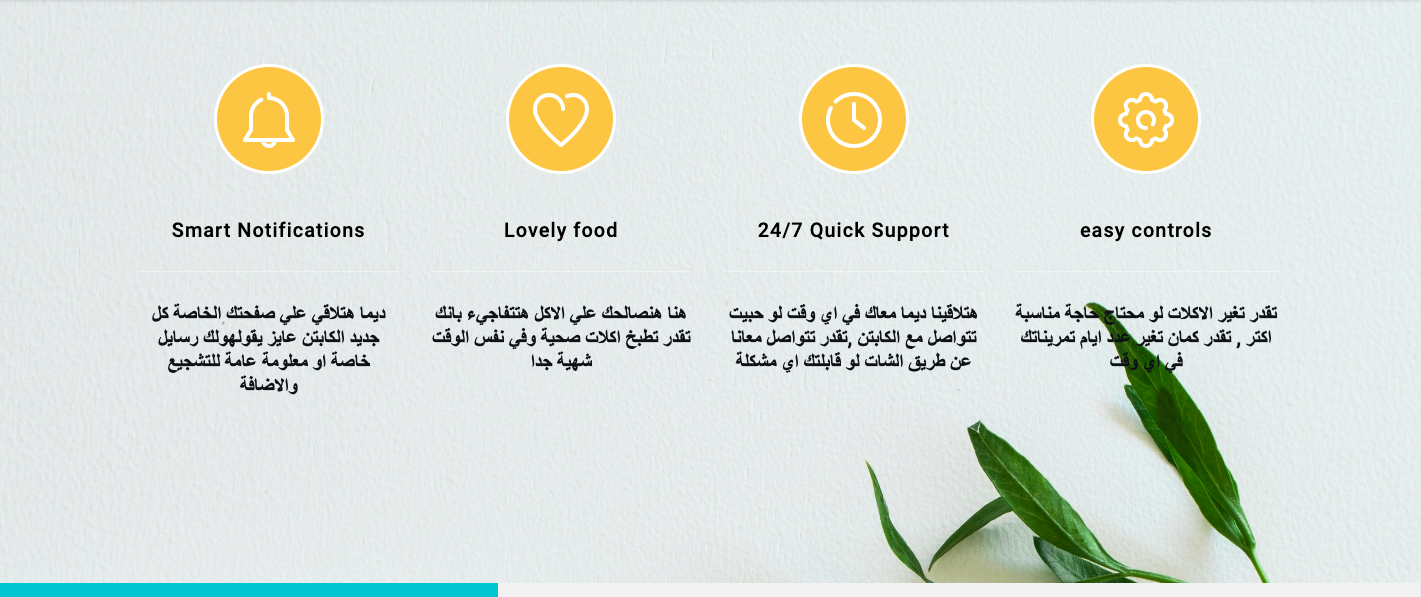 Smart Notifications
ديما هتلاقي علي صفحتك الخاصة كل
جديد الكابتن عايز يقولهولك رسايل
خاصة او معلومة عامة للتشجيع
والاضافة
Lovely food
هنا هنصالحك علي الاكل هتتفاجيء بانك
تقدر تطبخ اكلات صحية وفي نفس الوقت
شهية جدا
24/7 Quick Support
هتلاقينا ديما معاك في اي وقت لو حبيت
تتواصل مع الكابتن ,تقدر تتواصل معانا
عن طريق الشات لو قابلتك اي مشكلة
easy controls
تقدر تغير الاكلات لو محتاج حاجة مناسبة
اكتر , تقدر كمان تغير عدد ايام تمريناتك
في اي وقت